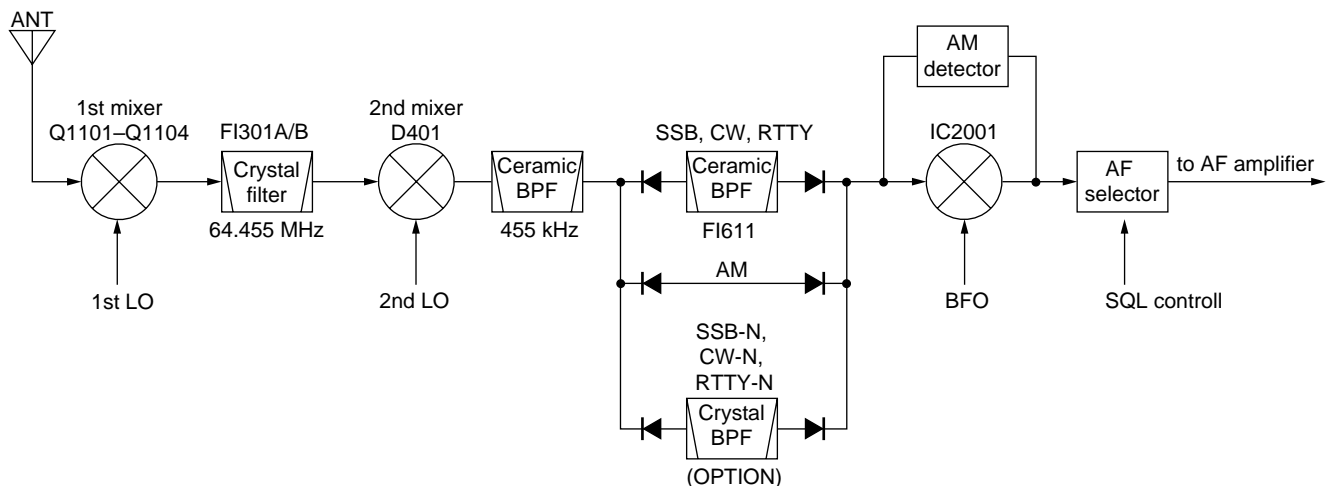 ANT
1st mixer
Q1101–Q1104
FI301A/B
Crystal
filter
64.455 MHz
1st LO
2nd mixer
D401
2nd LO
Ceramic
BPF
455 kHz
SSB, CW, RTTY
Ceramic
BPF
FI611
AM
SSB-N,
CW-N,
RTTY-N
Crystal
BPF
(OPTION)
AM
detector
IC2001
BFO
AF
selector
SQL controll
to AF amplifier